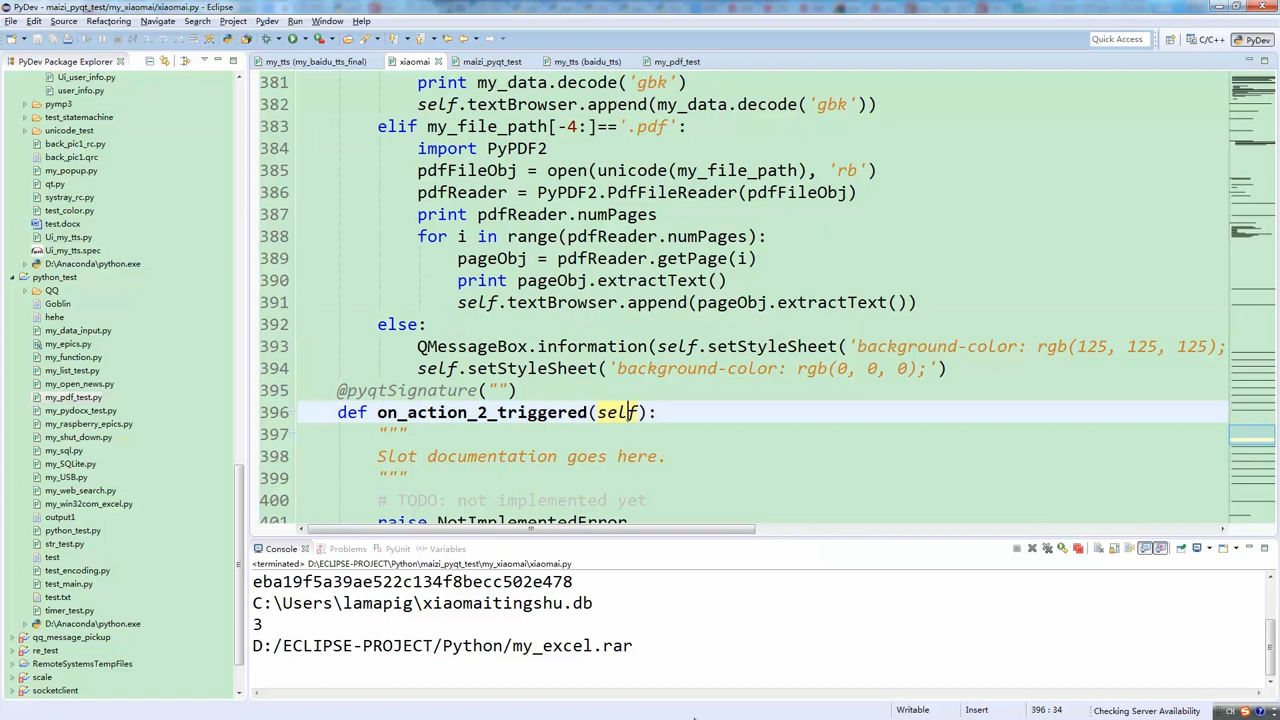 PyDev - maizi_pyqt_test/my_xiaomai/xiaomai.py - Eclipse
File Edit Source Refactoring Navigate Search Project Pydev Run Window Help
Quick Access
C/C++
PyDev
PyDev Package Explorer
my_tts (my_baidu_tts_final)
xiaomai
maizi_pyqt_test
my_tts (baidu_tts)
my_pdf_test
Ui_user_info.py
user_info.py
pymp3
test_statemachine
unicode_test
back_pic1_rc.py
back_pic1.qrc
my_popup.py
qt.py
systray_rc.py
test_color.py
test.docx
Ui_my_tts.py
Ui_my_tts.spec
D:\Anaconda\python.exe
python_test
QQ
Goblin
hehe
my_data_input.py
my_epics.py
my_function.py
my_mail.py
my_open_news.py
my_pdf_test.py
my_pydocx_test.py
my_raspberry_epics.py
my_shut_down.py
my_sql.py
my_SQLite.py
my_USB.py
my_web_search.py
my_win32com_excel.py
output1
python_test.py
str_test.py
test
test_encoding.py
test_main.py
test.txt
timer_test.py
D:\Anaconda\python.exe
qq_message_pickup
re_test
RemoteSystemsTempFiles
scale
socketclient
381 print my_data.decode('gbk')
382 self.textBrowser.append(my_data.decode('gbk'))
383 elif my_file_path[-4:]=='.pdf':
384 import PyPDF2
385 pdfFileObj = open(unicode(my_file_path), 'rb')
386 pdfReader = PyPDF2.PdfFileReader(pdfFileObj)
387 print pdfReader.numPages
388 for i in range(pdfReader.numPages):
389 pageObj = pdfReader.getPage(i)
390 print pageObj.extractText()
391 self.textBrowser.append(pageObj.extractText())
392 else:
393 QMessageBox.information(self.setStyleSheet('background-color: rgb(125, 125, 125);
394 self.setStyleSheet('background-color: rgb(0, 0, 0);')
395 @pyqtSignature("")
396 def on_action_2_triggered(self):
397 """
398 Slot documentation goes here.
399 """
400 # TODO: not implemented yet
401 raise NotImplementedError
Console Problems PyUnit Variables
<terminated> D:\ECLIPSE-PROJECT\Python\maizi_pyqt_test\my_xiaomai\xiaomai.py
eba19f5a39ae522c134f8becc502e478
C:\Users\lamapig\xiaomaitingshu.db
3
D:/ECLIPSE-PROJECT/Python/my_excel.rar
Writable Insert 396 : 34 Checking Server Availability